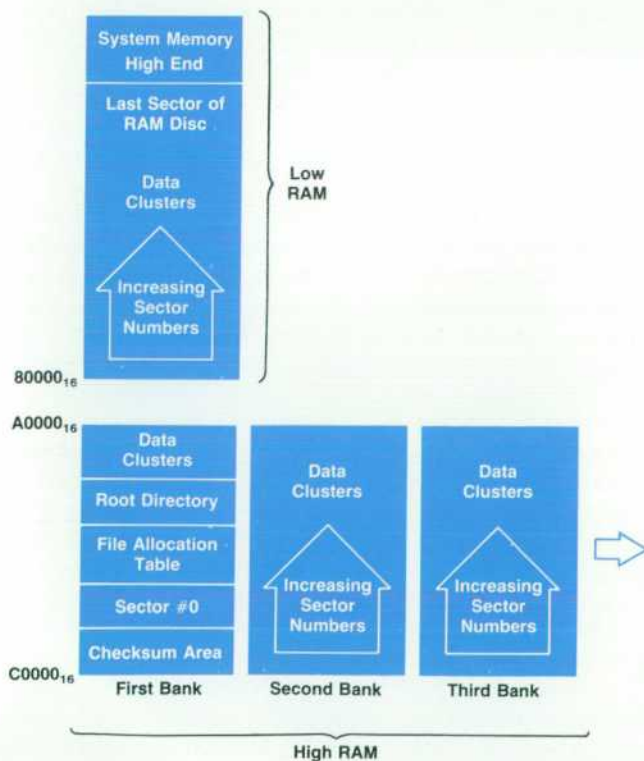 System Memory
High End
Last Sector of
RAM Disc
Data
Clusters
Increasing
Sector
Numbers
Low
RAM
80000₁₆
A0000₁₆
Data
Clusters
Root Directory
File Allocation
Table
Sector #0
Checksum Area
C0000₁₆
First Bank
Data
Clusters
Increasing
Sector
Numbers
Second Bank
Data
Clusters
Increasing
Sector
Numbers
Third Bank
High RAM